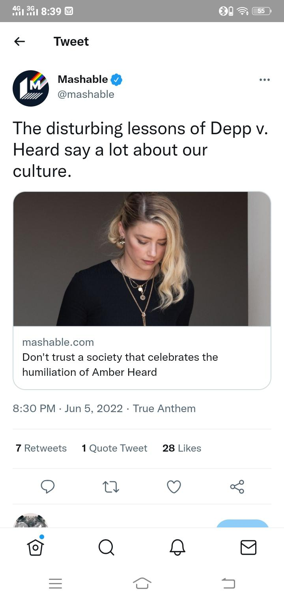 4G 3G 8:39 55
Tweet
Mashable
@mashable
The disturbing lessons of Depp v.
Heard say a lot about our
culture.
mashable.com
Don't trust a society that celebrates the
humiliation of Amber Heard
8:30 PM · Jun 5, 2022 · True Anthem
7 Retweets 1 Quote Tweet 28 Likes